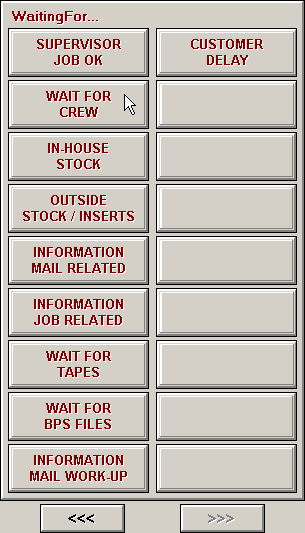 WaitingFor...
SUPERVISOR
JOB OK
CUSTOMER
DELAY
WAIT FOR
CREW
IN-HOUSE
STOCK
OUTSIDE
STOCK / INSERTS
INFORMATION
MAIL RELATED
INFORMATION
JOB RELATED
WAIT FOR
TAPES
WAIT FOR
BPS FILES
INFORMATION
MAIL WORK-UP
<<<
>>>